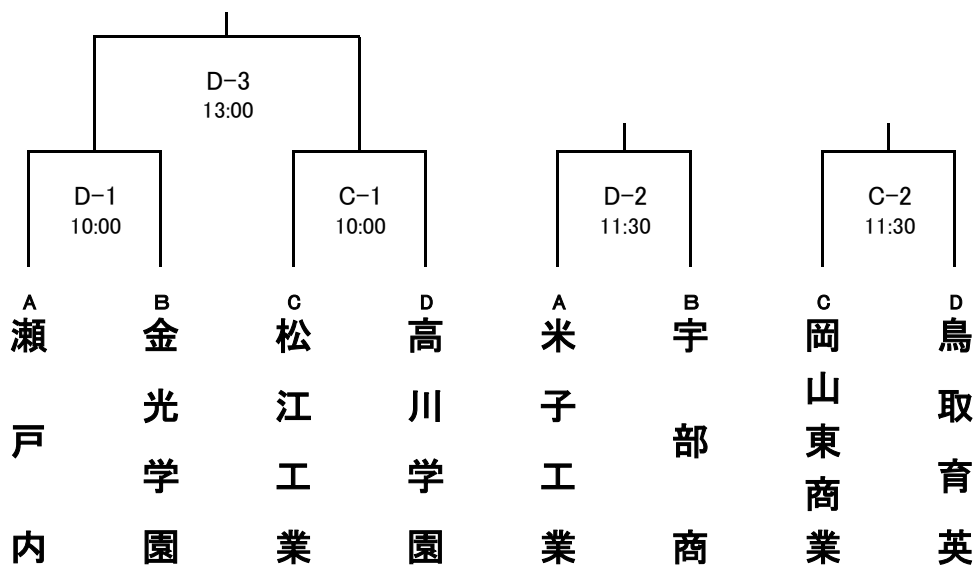 D-3
13:00
D-1
10:00
C-1
10:00
D-2
11:30
C-2
11:30
A
瀬戸内
B
金光学園
C
松江工業
D
高川学園
A
米子工業
B
宇部商
C
岡山東商業
D
鳥取育英